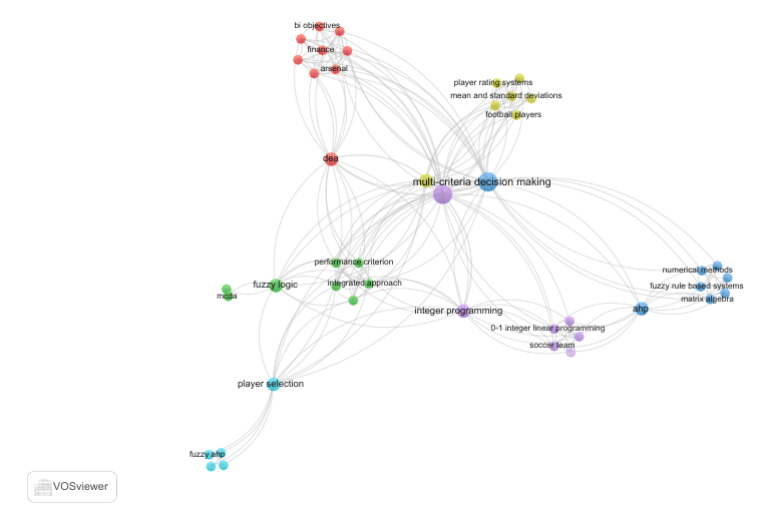 bi objectives
finance
arsenal
player rating systems
mean and standard deviations
football players
dea
multi-criteria decision making
performance criterion
integrated approach
fuzzy logic
mcda
numerical methods
fuzzy rule based systems
matrix algebra
ahp
integer programming
0-1 integer linear programming
soccer team
player selection
fuzzy ahp
VOSviewer